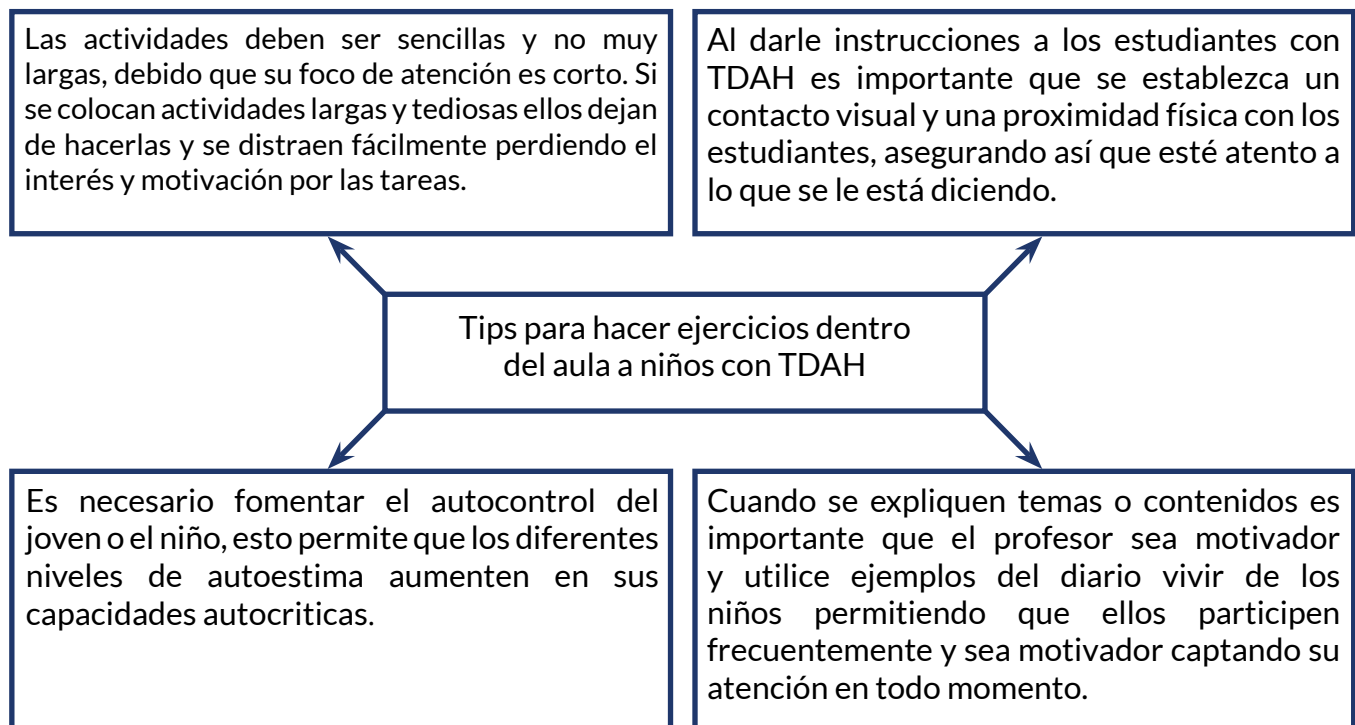 Las actividades deben ser sencillas y no muy
largas, debido que su foco de atención es corto. Si
se colocan actividades largas y tediosas ellos dejan
de hacerlas y se distraen fácilmente perdiendo el
interés y motivación por las tareas.
Al darle instrucciones a los estudiantes con
TDAH es importante que se establezca un
contacto visual y una proximidad física con los
estudiantes, asegurando así que esté atento a
lo que se le está diciendo.
Tips para hacer ejercicios dentro
del aula a niños con TDAH
Es necesario fomentar el autocontrol del
joven o el niño, esto permite que los diferentes
niveles de autoestima aumenten en sus
capacidades autocriticas.
Cuando se expliquen temas o contenidos es
importante que el profesor sea motivador
y utilice ejemplos del diario vivir de los
niños permitiendo que ellos participen
frecuentemente y sea motivador captando su
atención en todo momento.